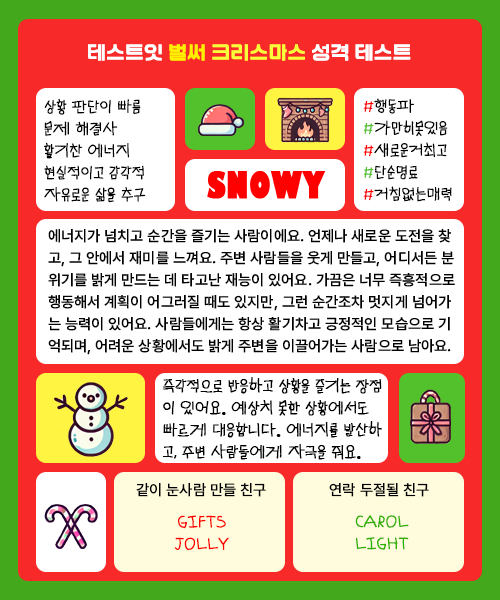 테스트잇 벌써 크리스마스 성격 테스트
상황 판단이 빠름
문제 해결사
활기찬 에너지
현실적이고 감각적
자유로운 삶을 추구
SNOWY
#행동파
#가만히못있음
#새로운거최고
#단순명료
#거침없는매력
에너지가 넘치고 순간을 즐기는 사람이에요. 언제나 새로운 도전을 찾
고, 그 안에서 재미를 느껴요. 주변 사람들을 웃게 만들고, 어디서든 분
위기를 밝게 만드는 데 타고난 재능이 있어요. 가끔은 너무 즉흥적으로
행동해서 계획이 어그러질 때도 있지만, 그런 순간조차 멋지게 넘어가
는 능력이 있어요. 사람들에게는 항상 활기차고 긍정적인 모습으로 기
억되며, 어려운 상황에서도 밝게 주변을 이끌어가는 사람으로 남아요.
즉각적으로 반응하고 상황을 즐기는 장점
이 있어요. 예상치 못한 상황에서도
빠르게 대응합니다. 에너지를 발산하
고, 주변 사람들에게 자극을 줘요.
같이 눈사람 만들 친구
GIFTS
JOLLY
연락 두절될 친구
CAROL
LIGHT